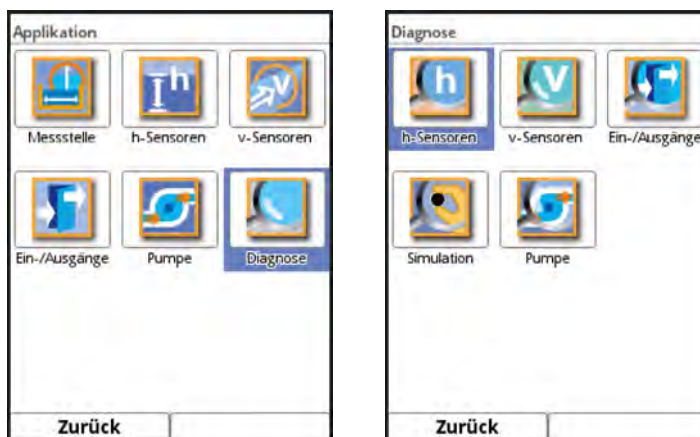 Applikation
Messstelle h-Sensoren v-Sensoren
Ein-/Ausgänge Pumpe Diagnose
Zurück
Diagnose
h-Sensoren v-Sensoren Ein-/Ausgänge
Simulation Pumpe
Zurück